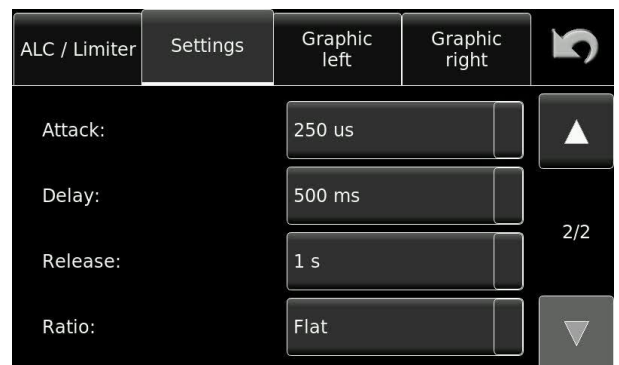 ALC / Limiter
Settings
Graphic
left
Graphic
right
Attack:
250 us
Delay:
500 ms
2/2
Release:
1 s
Ratio:
Flat